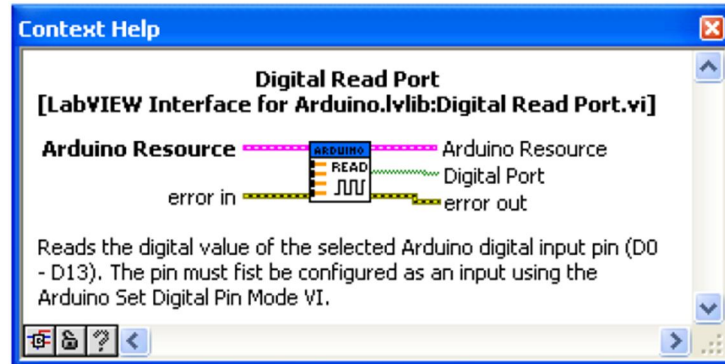 Context Help
Digital Read Port
[LabVIEW Interface for Arduino.lvlib:Digital Read Port.vi]
Arduino Resource
ARDUINO
READ
Arduino Resource
Digital Port
error in
error out
Reads the digital value of the selected Arduino digital input pin (D0
- D13). The pin must fist be configured as an input using the
Arduino Set Digital Pin Mode VI.
?